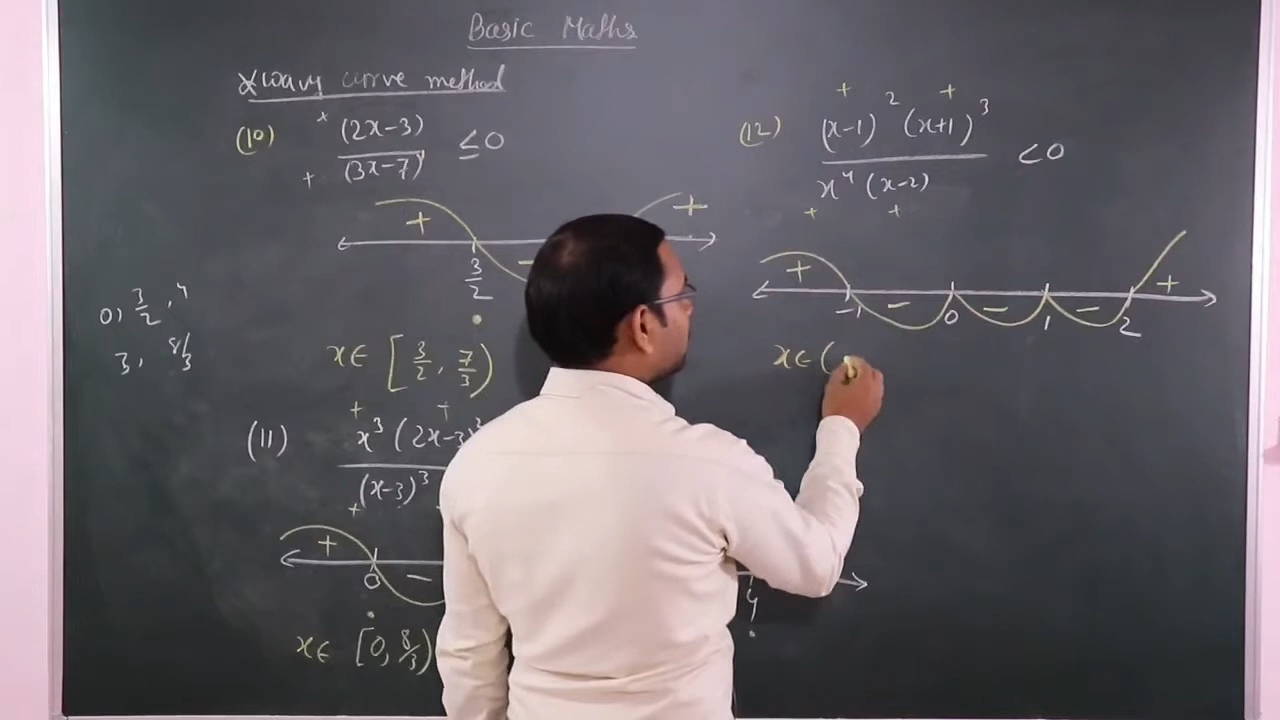 Basic Maths
* Wavy curve method
(10) (2x-3)/(3x-7) ≤0
+ +
+ - +
3/2
x∈ [3/2, 7/3)
0, 3/2, 4
3, 8/3
(11) x³ (2x-3)
(x-3)³
+ + +
+ -
0 4
x∈ [0, 8/3)
(12) (x-1)² (x+1)³ / x⁴ (x-2) <0
+ + + +
+ - - - +
-1 0 1 2
x∈ (